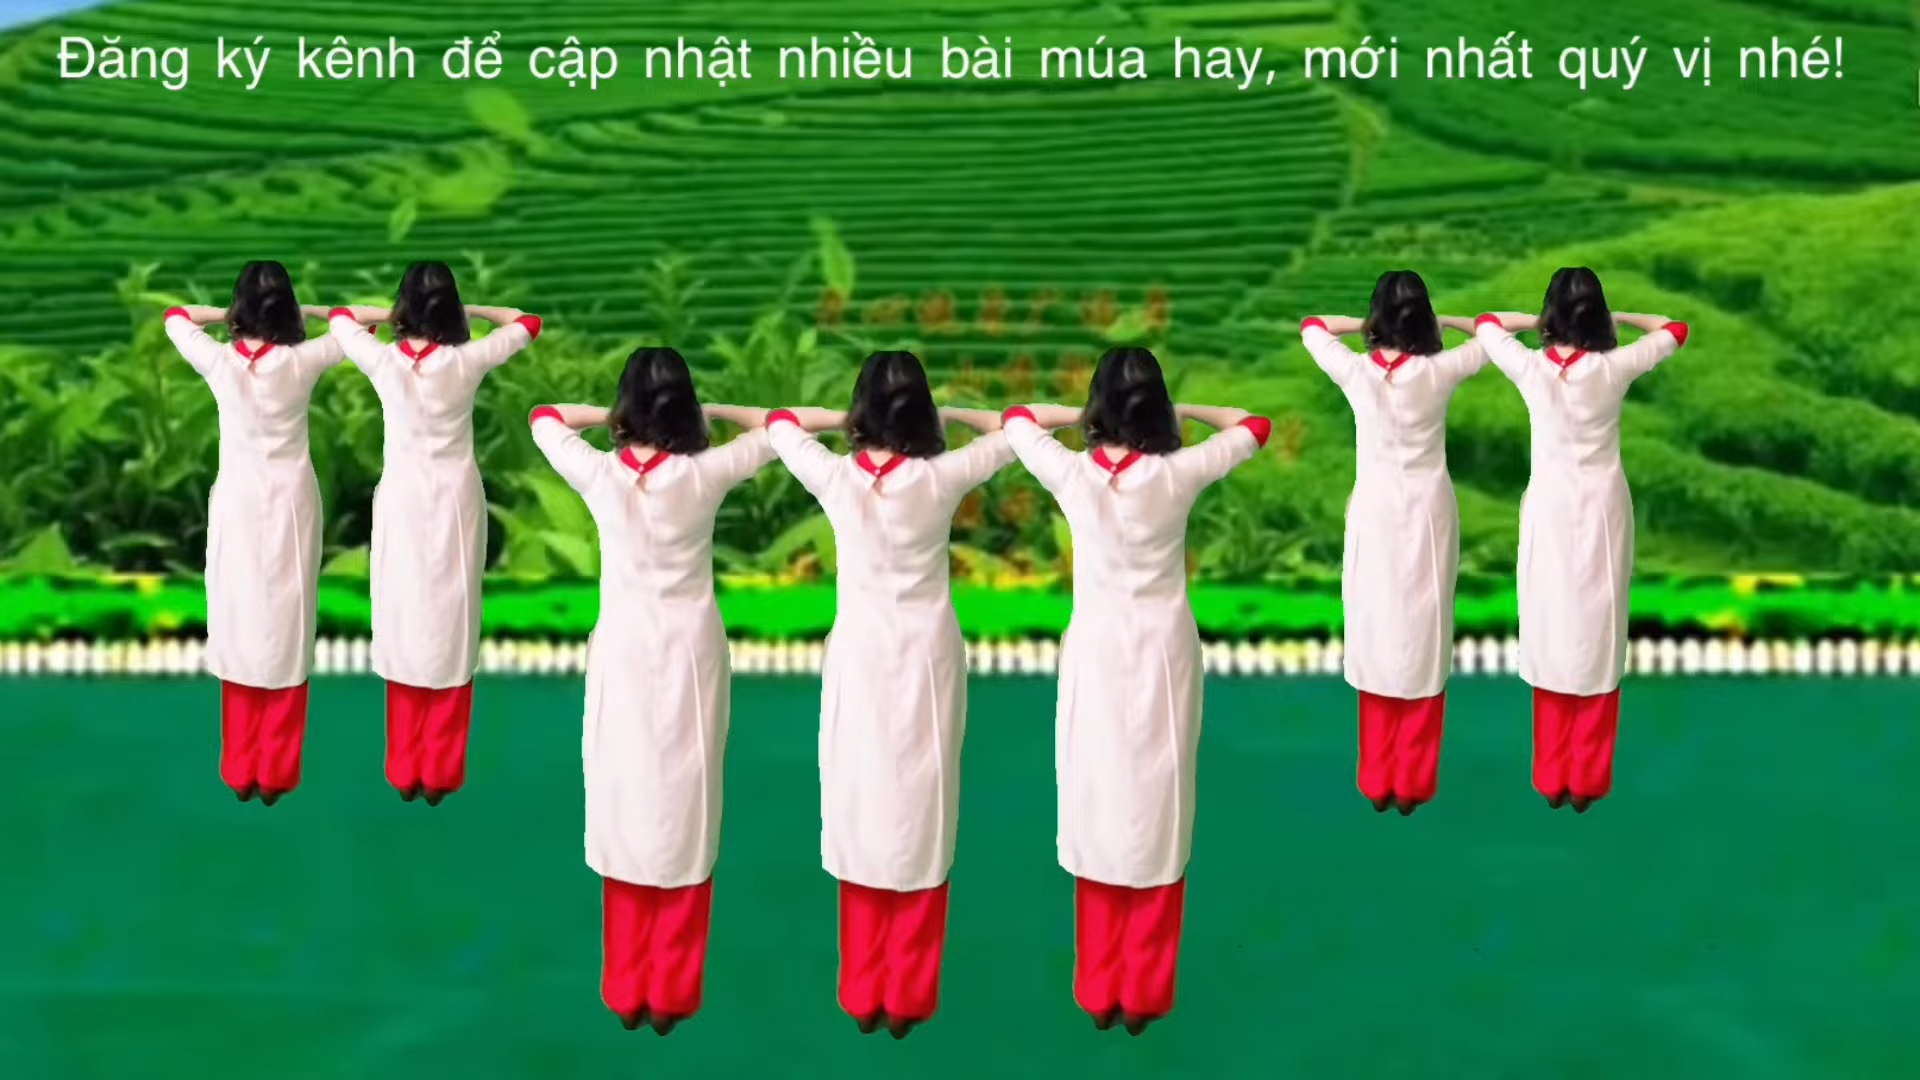 Đăng ký kênh để cập nhật nhiều bài múa hay, mới nhất quý vị nhé!